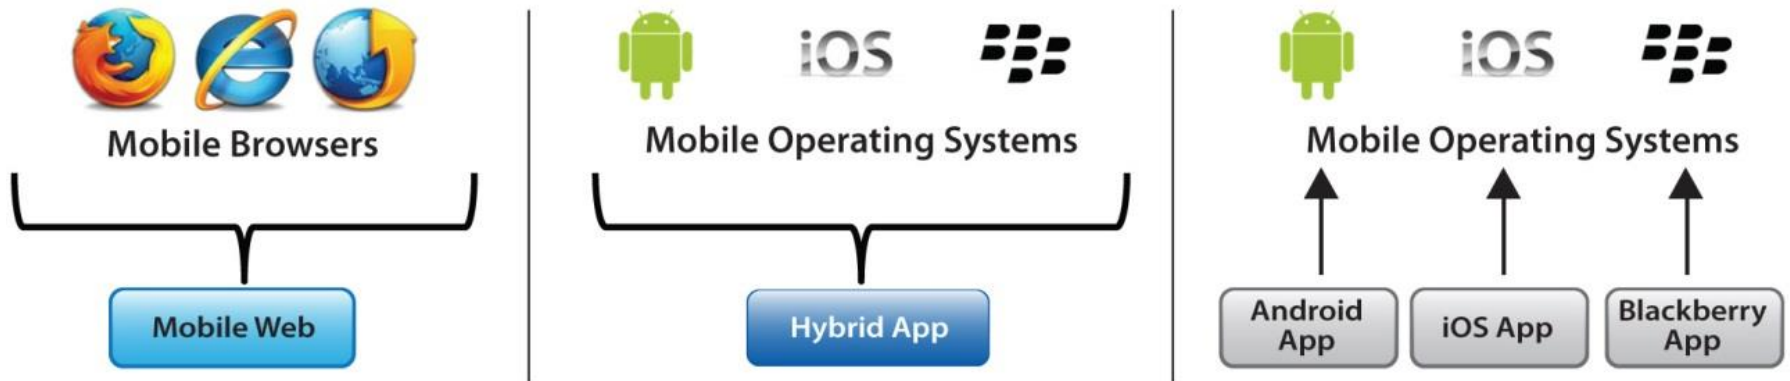 Mobile Browsers
Mobile Web
iOS
Mobile Operating Systems
Hybrid App
iOS
Mobile Operating Systems
Android
App
iOS App
Blackberry
App